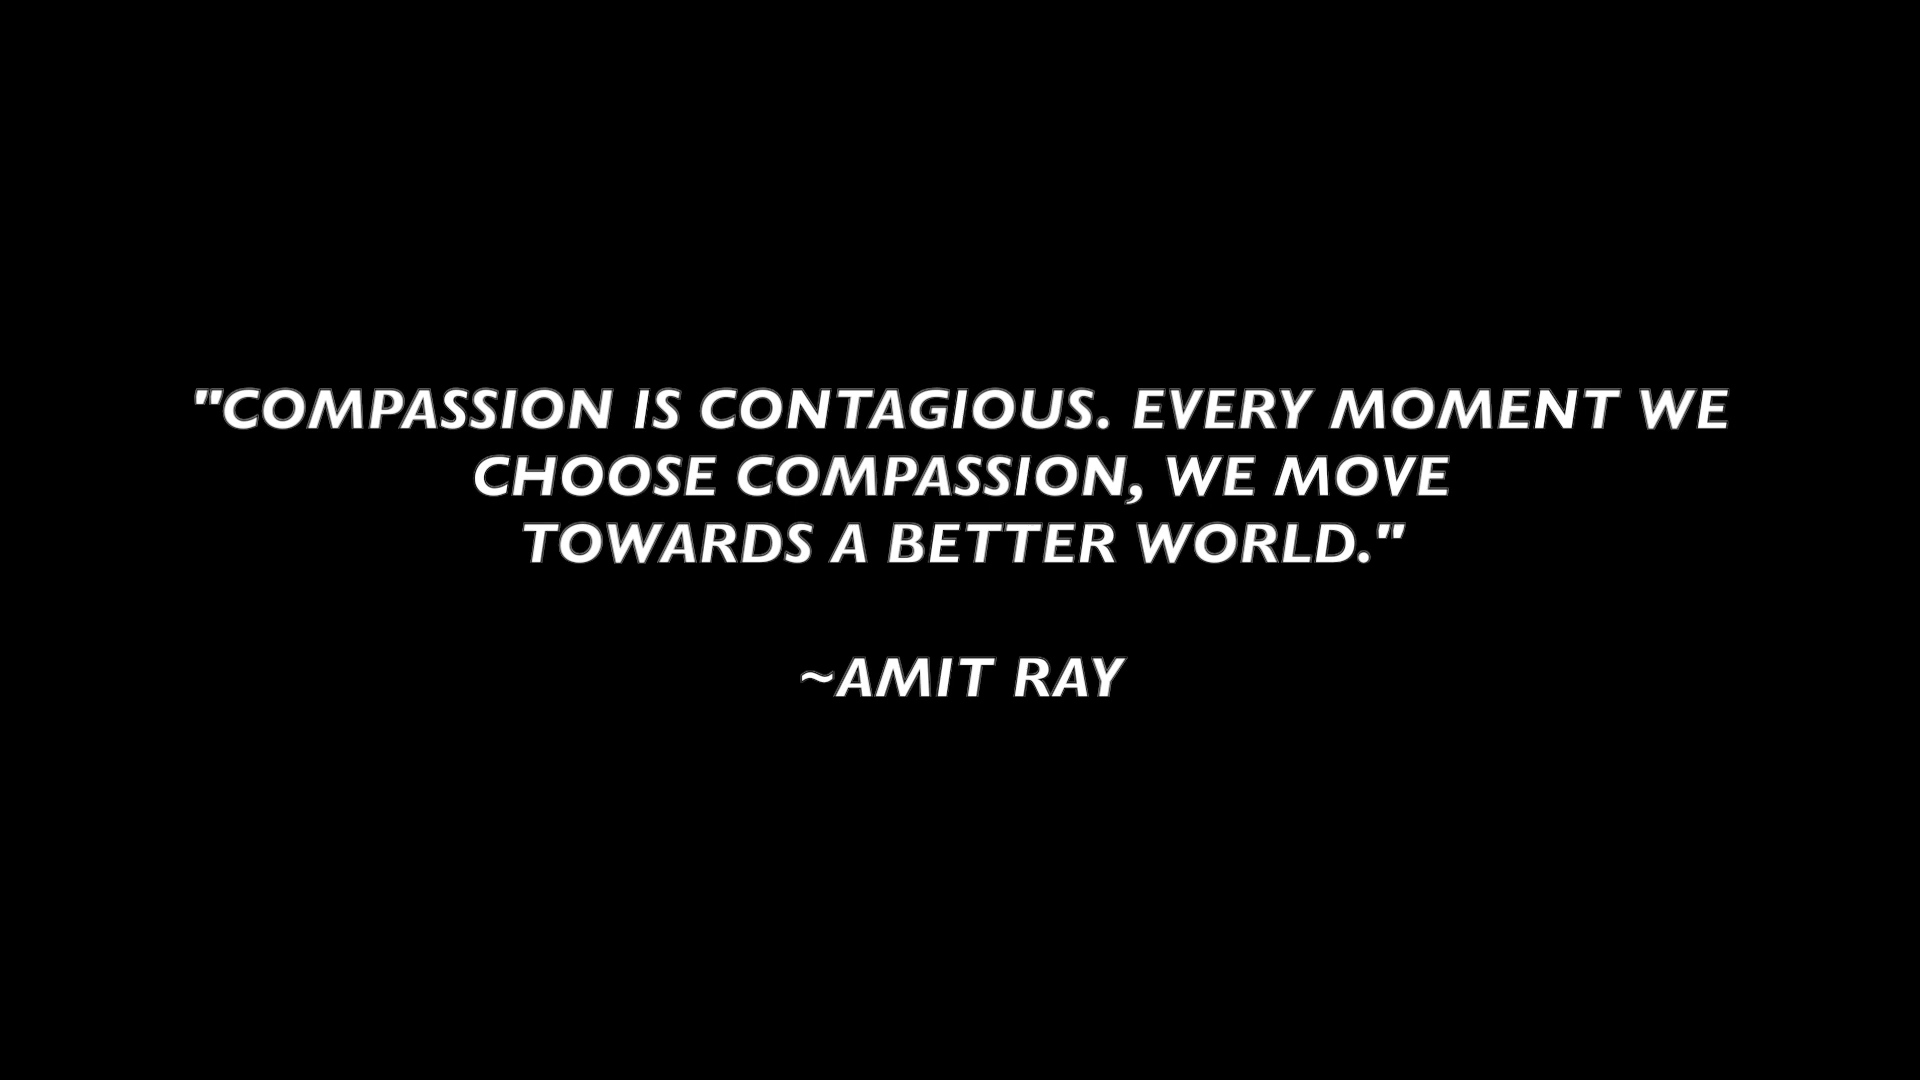 "COMPASSION IS CONTAGIOUS. EVERY MOMENT WE
CHOOSE COMPASSION, WE MOVE
TOWARDS A BETTER WORLD."
~AMIT RAY